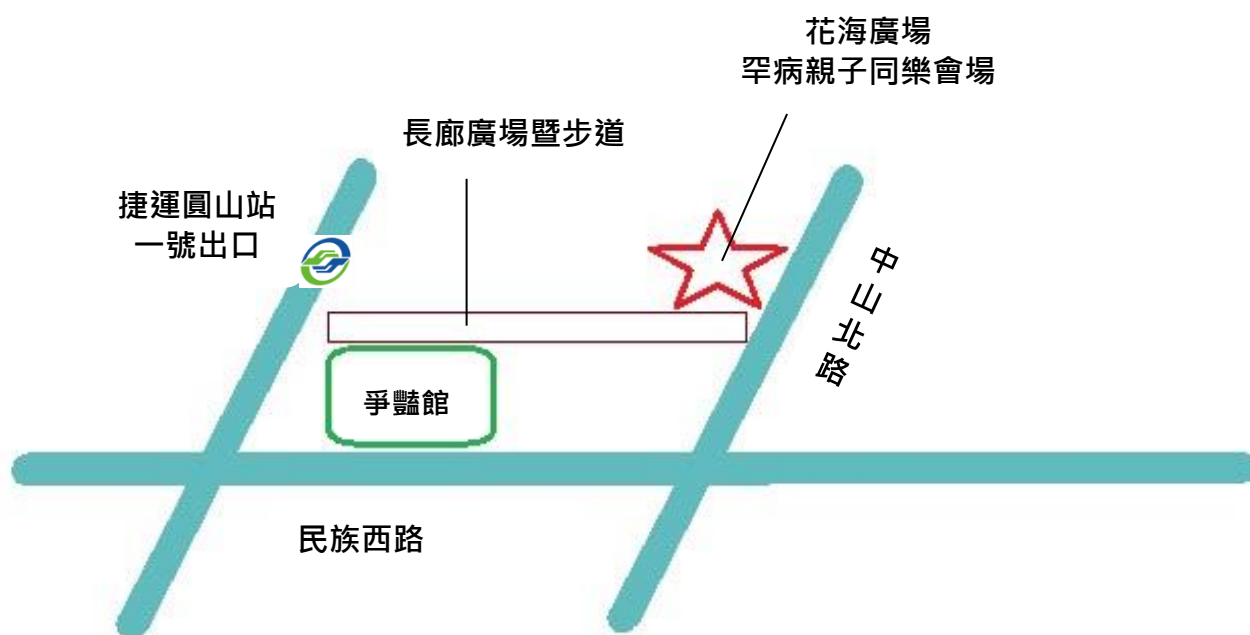 花海廣場
罕病親子同樂會場
長廊廣場暨步道
捷運圓山站
一號出口
中山北路
爭豔館
民族西路